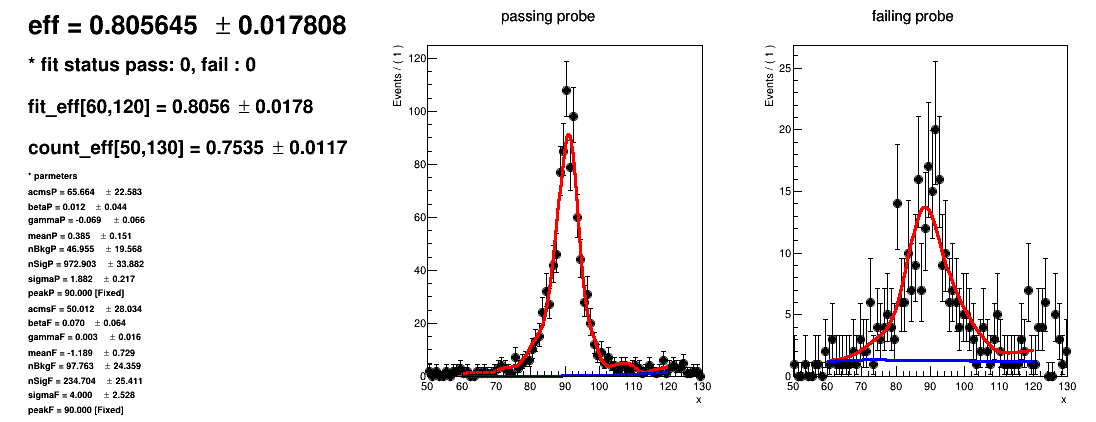 eff = 0.805645 ± 0.017808
* fit status pass: 0, fail : 0
fit_eff[60,120] = 0.8056 ± 0.0178
count_eff[50,130] = 0.7535 ± 0.0117
* parmeters
acmsP = 65.664 ± 22.583
betaP = 0.012 ± 0.044
gammaP = -0.069 ± 0.066
meanP = 0.385 ± 0.151
nBkgP = 46.955 ± 19.568
nSigP = 972.903 ± 33.882
sigmaP = 1.882 ± 0.217
peakP = 90.000 [Fixed]
acmsF = 50.012 ± 28.034
betaF = 0.070 ± 0.064
gammaF = 0.003 ± 0.016
meanF = -1.189 ± 0.729
nBkgF = 97.763 ± 24.359
nSigF = 234.704 ± 25.411
sigmaF = 4.000 ± 2.528
peakF = 90.000 [Fixed]
passing probe
Events / ( 1 )
120
100
80
60
40
20
0
50 60 70 80 90 100 110 120 130
x
failing probe
Events / ( 1 )
25
20
15
10
5
0
50 60 70 80 90 100 110 120 130
x